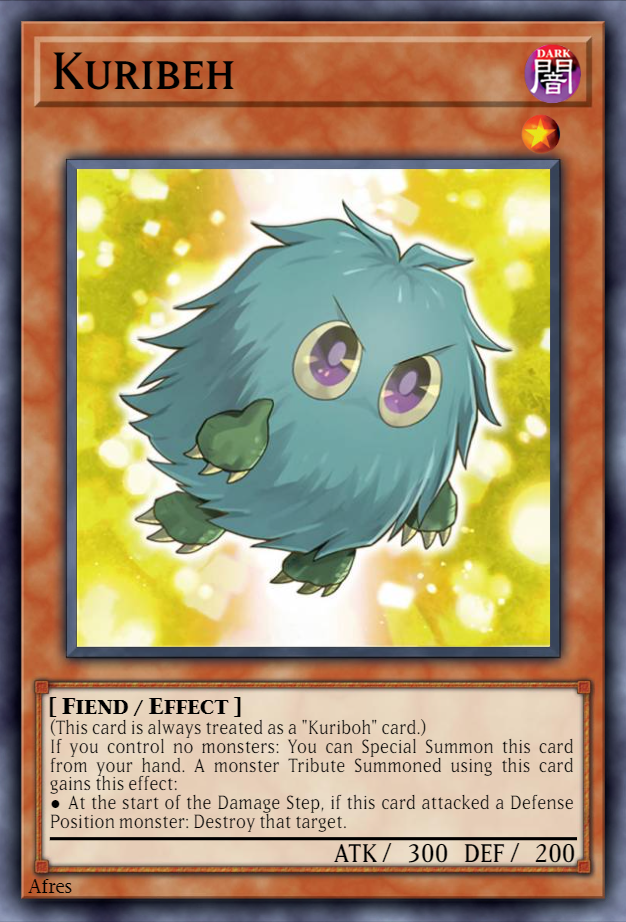 Kuribeh
DARK
闇
[ Fiend / Effect ]
(This card is always treated as a "Kuriboh" card.)
If you control no monsters: You can Special Summon this card
from your hand. A monster Tribute Summoned using this card
gains this effect:
● At the start of the Damage Step, if this card attacked a Defense
Position monster: Destroy that target.
ATK / 300 DEF / 200
Afres